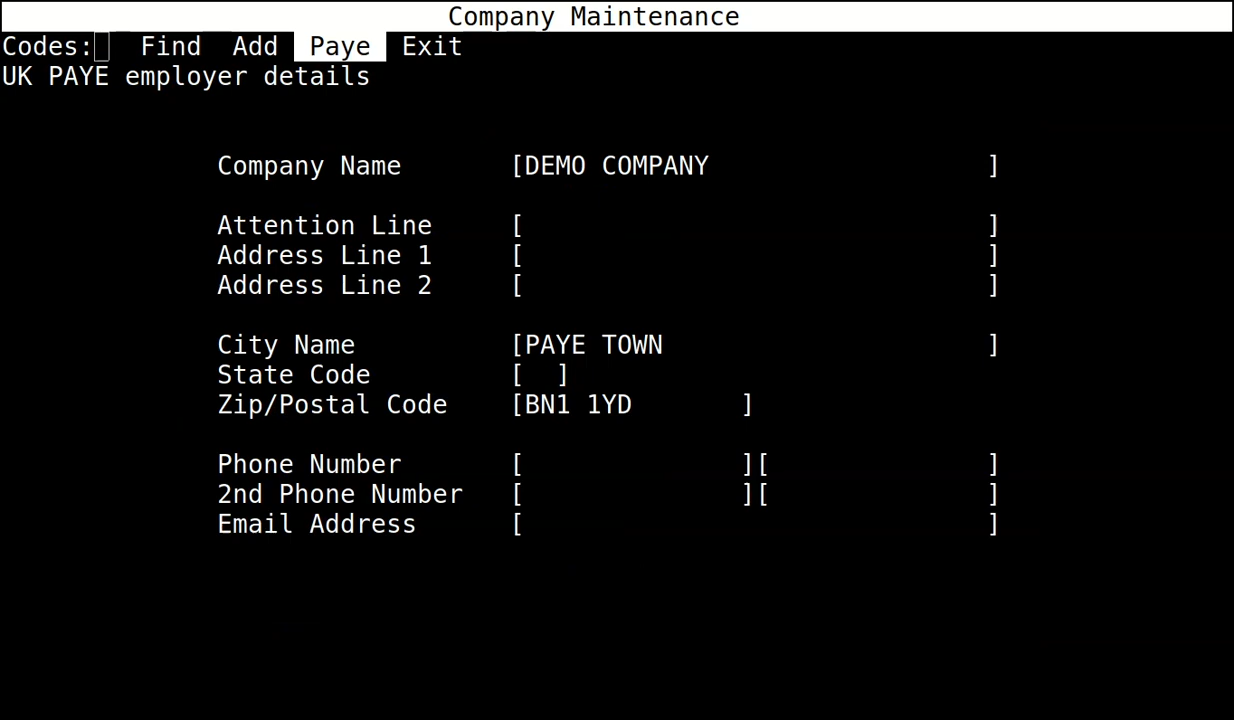 Company Maintenance
Codes: Find Add Paye Exit
UK PAYE employer details
Company Name [DEMO COMPANY ]
Attention Line [ ]
Address Line 1 [ ]
Address Line 2 [ ]
City Name [PAYE TOWN ]
State Code [ ]
Zip/Postal Code [BN1 1YD ]
Phone Number [ ][ ]
2nd Phone Number [ ][ ]
Email Address [ ]